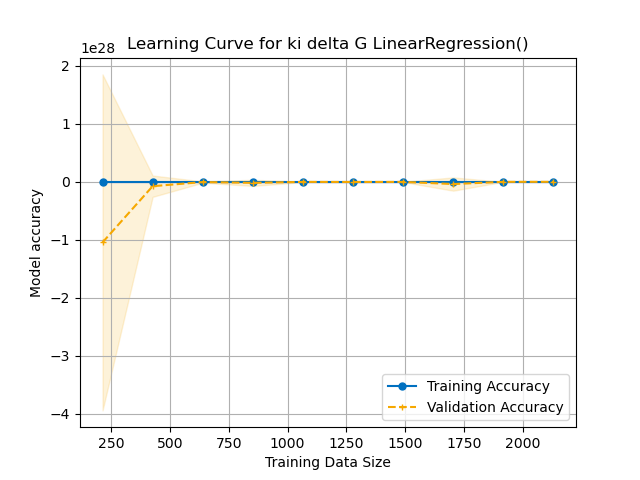 Learning Curve for ki delta G LinearRegression()
1e28
2
1
0
−1
−2
−3
−4
Model accuracy
250 500 750 1000 1250 1500 1750 2000
Training Data Size
Training Accuracy
Validation Accuracy